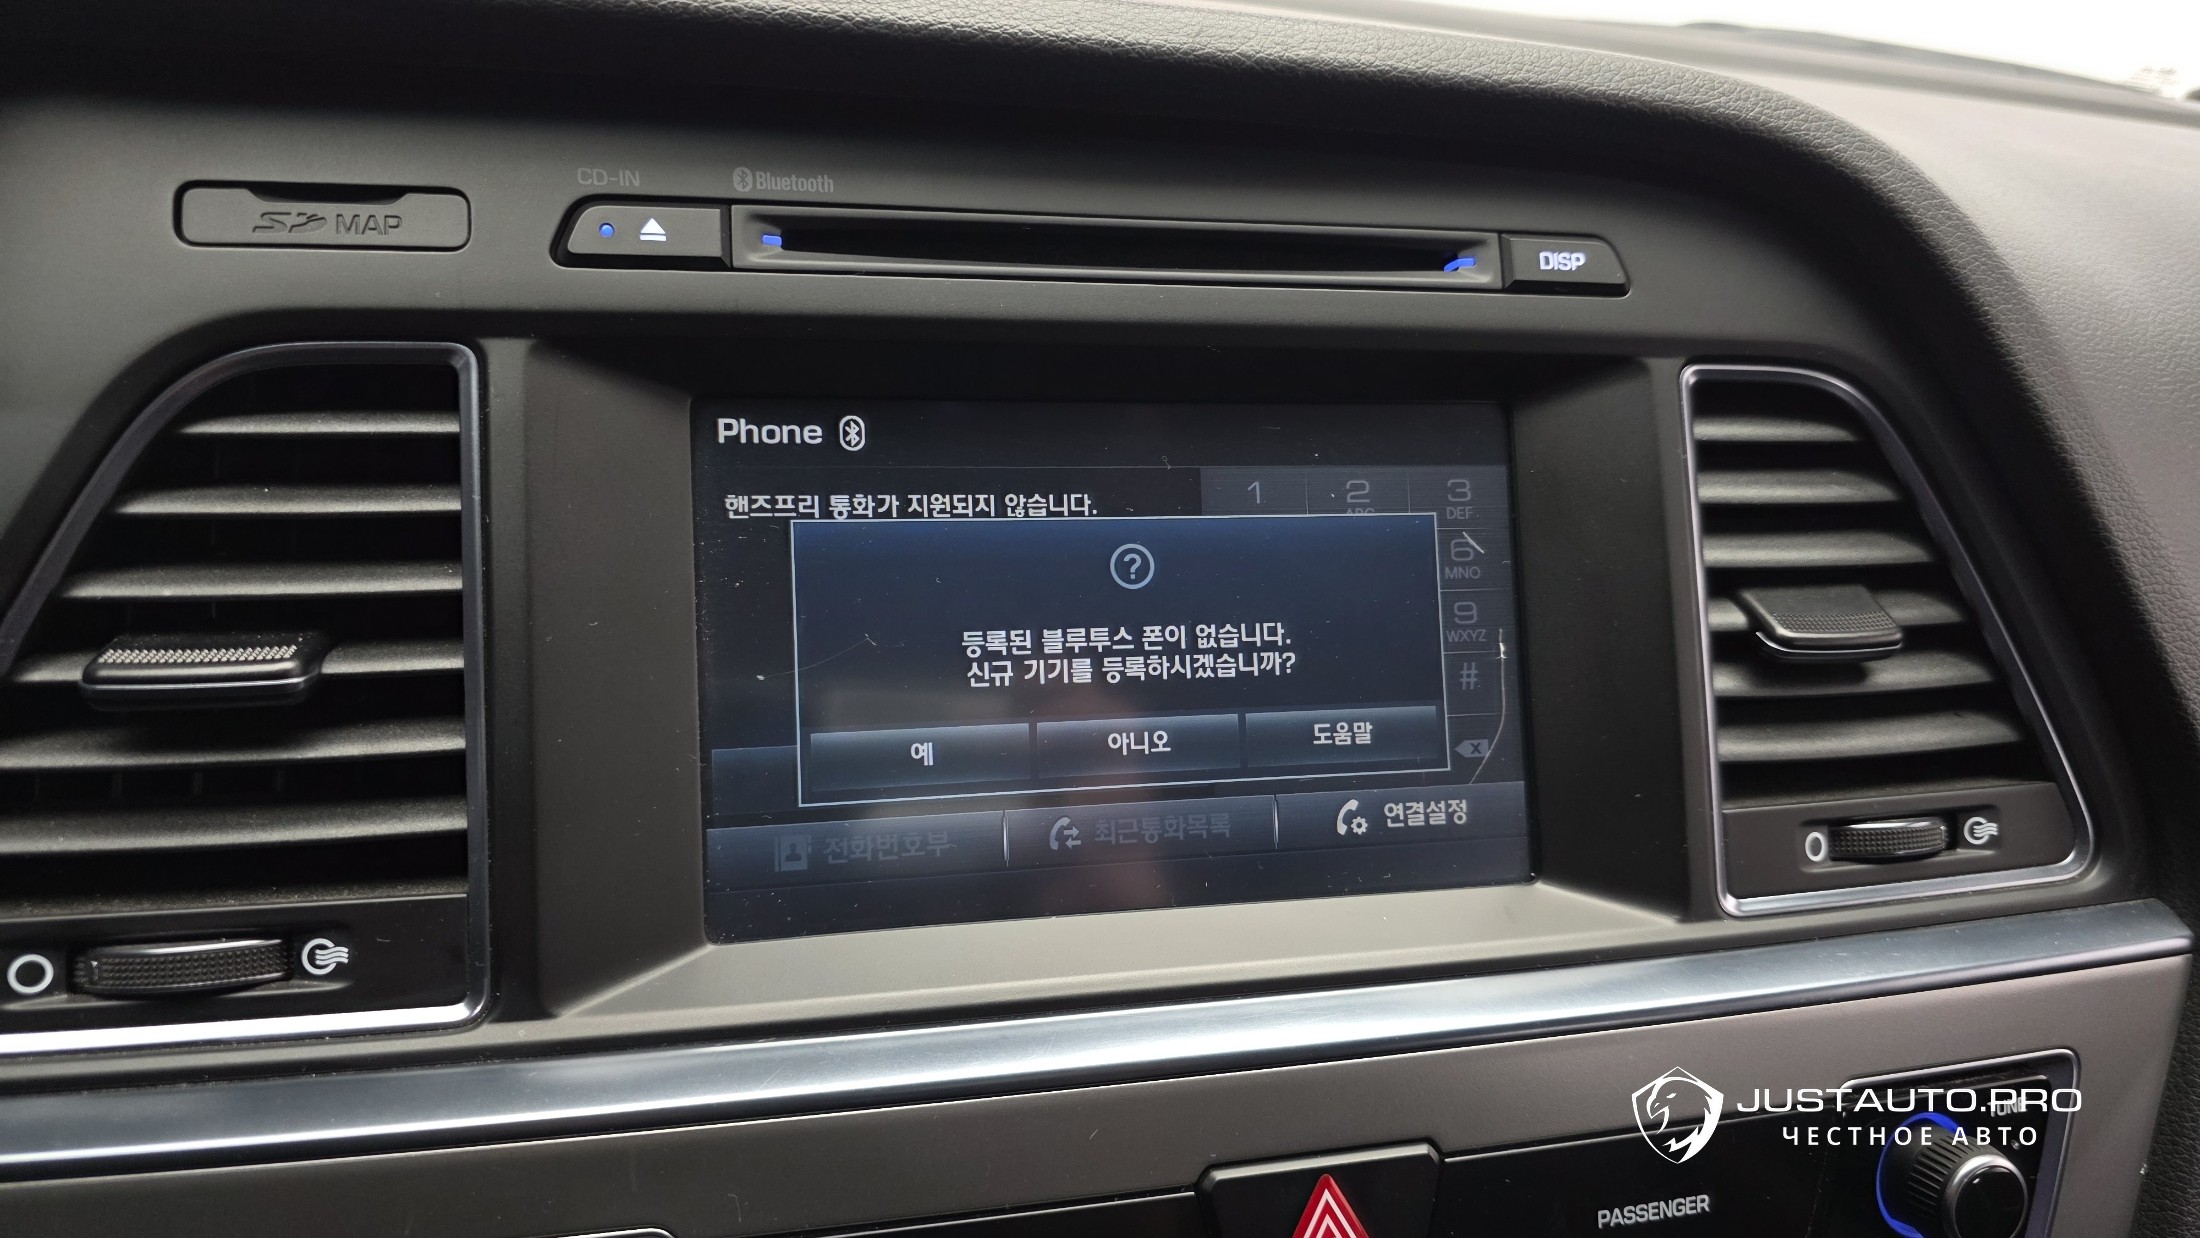 CD-IN
Bluetooth
SD MAP
DISP
Phone
핸즈프리 통화가 지원되지 않습니다.
1
2
ABC
3
DEF
6
MNO
9
WXYZ
#
등록된 블루투스 폰이 없습니다.
신규 기기를 등록하시겠습니까?
예
아니오
도움말
전화번호부
최근통화목록
연결설정
JUSTAUTO.PRO
ЧЕСТНОЕ АВТО
TUNE
PASSENGER